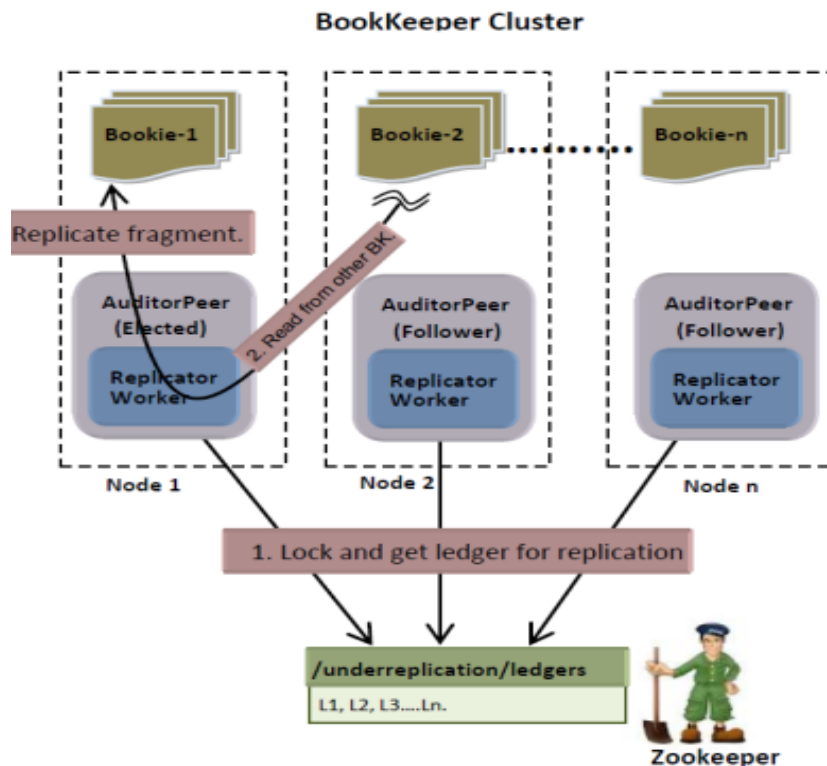 BookKeeper Cluster
Bookie-1
Bookie-2
Bookie-n
Replicate fragment.
2. Read from other BK.
AuditorPeer
(Elected)
Replicator
Worker
AuditorPeer
(Follower)
Replicator
Worker
AuditorPeer
(Follower)
Replicator
Worker
Node 1
Node 2
Node n
1. Lock and get ledger for replication
/underreplication/ledgers
L1, L2, L3....Ln.
Zookeeper